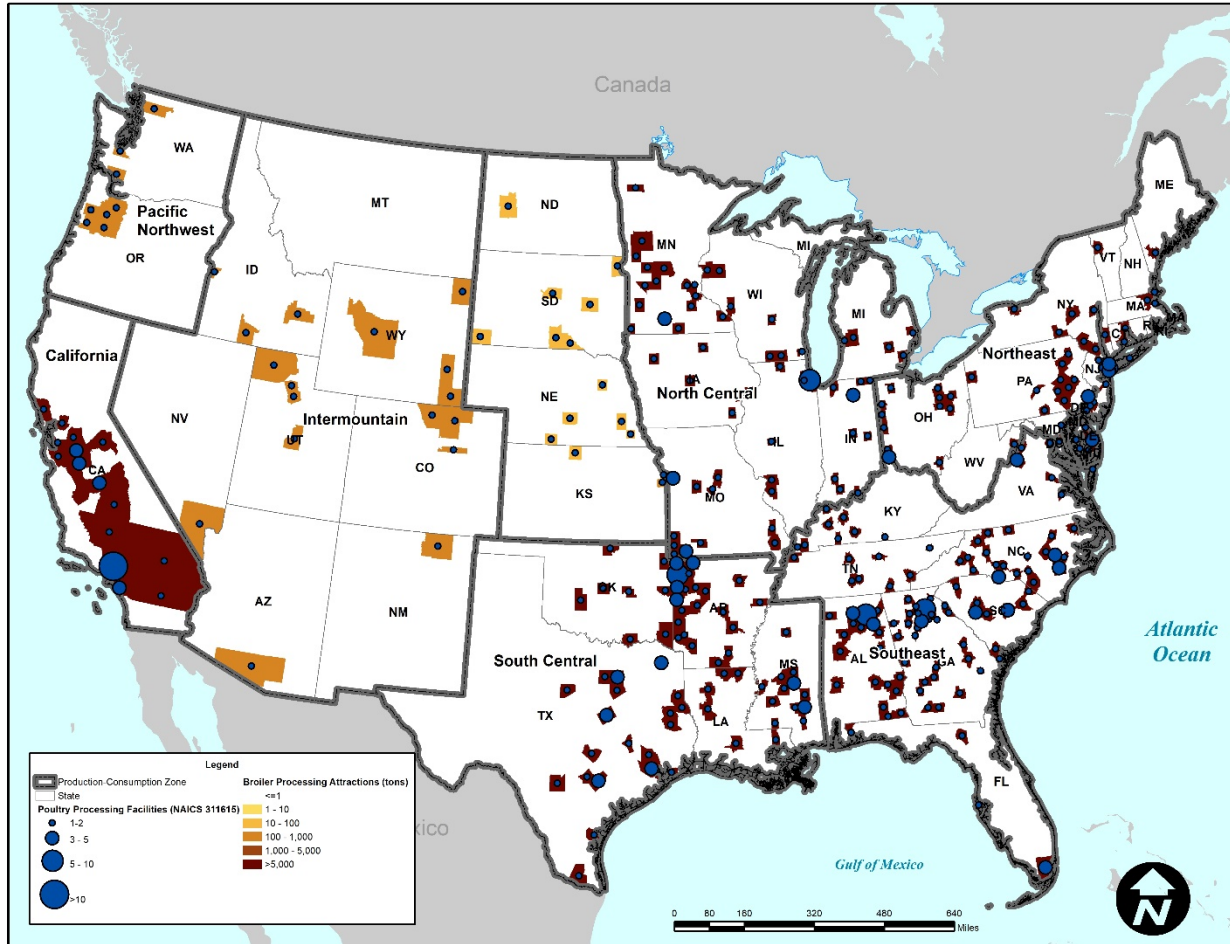 Canada
WA
MT
ND
MN
ME
Pacific
Northwest
OR
ID
SD
WI
MI
MI
VT
NH
NY
MA
WY
California
Northeast
NE
IA
North Central
PA
NJ
NV
Intermountain
OH
UT
IL
IN
MD
WV
CA
CO
KS
MO
VA
KY
NC
TN
OK
AR
AZ
NM
SC
South Central
MS
AL
Southeast
GA
Atlantic
Ocean
TX
LA
FL
Gulf of Mexico
Legend
Production-Consumption Zone
State
Poultry Processing Facilities (NAICS 311615)
1-2
3 - 5
5 - 10
>10
Broiler Processing Attractions (tons)
<=1
1 - 10
10 - 100
100 - 1,000
1,000 - 5,000
>5,000
xico
0 80 160 320 480 640
Miles
N